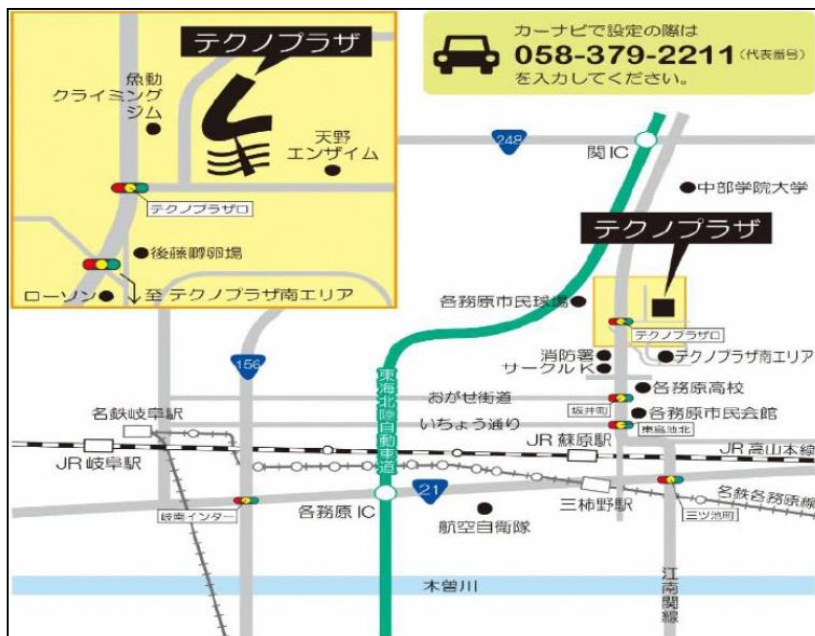 テクノプラザ
魚動
クライミング
ジム
天野
エンザイム
テクノプラザ口
後藤孵卵場
ローソン
至 テクノプラザ南エリア
カーナビで設定の際は
058-379-2211（代表番号）
を入力してください。
248
関IC
中部学院大学
テクノプラザ
各務原市民球場
テクノプラザ口
消防署
サークルK
テクノプラザ南エリア
156
東海北陸自動車道
おがせ街道
坂井町
各務原高校
いちょう通り
各務原市民会館
東島池北
名鉄岐阜駅
JR岐阜駅
JR蘇原駅
JR高山本線
21
岐南インター
各務原IC
航空自衛隊
三柿野駅
三ツ池町
名鉄各務原線
木曽川
江南関線